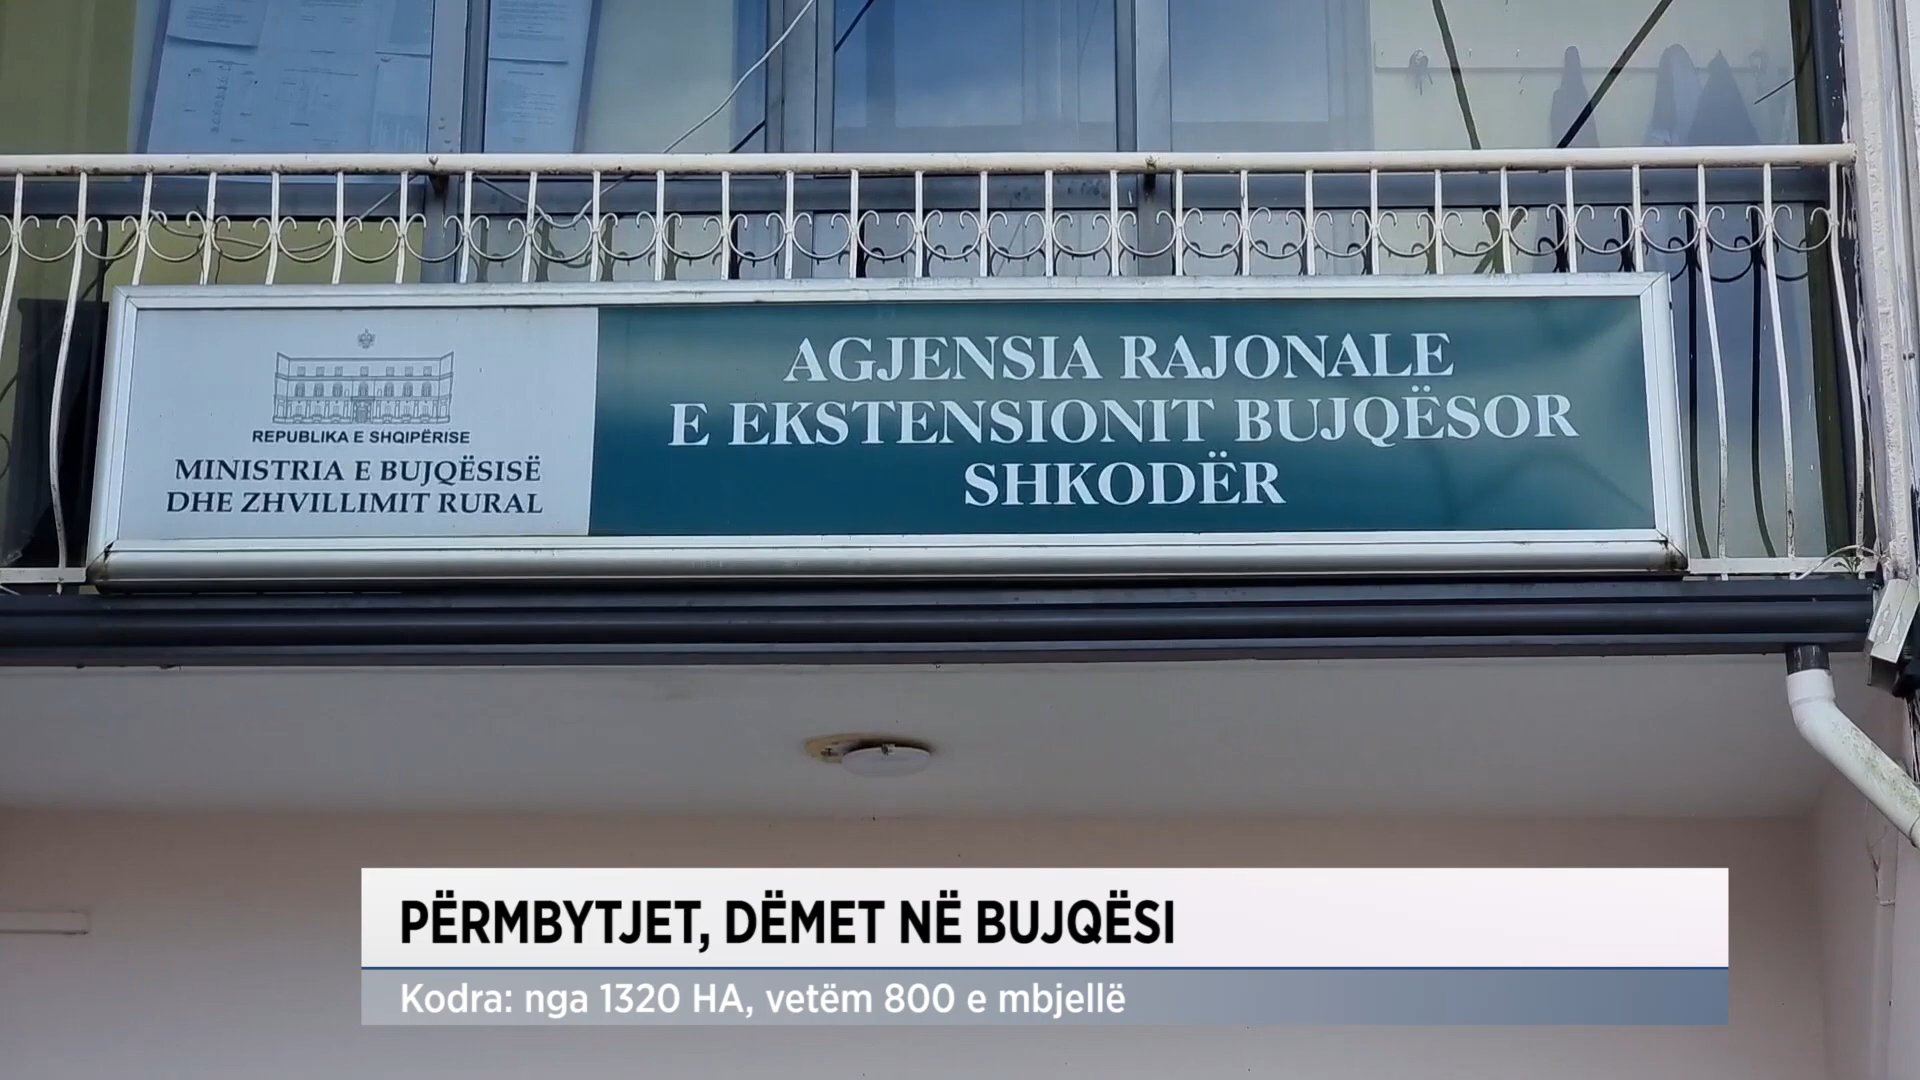 REPUBLIKA E SHQIPËRISE
MINISTRIA E BUJQËSISË
DHE ZHVILLIMIT RURAL
AGJENSIA RAJONALE
E EKSTENSIONIT BUJQËSOR
SHKODËR
PËRMBYTJET, DËMET NË BUJQËSI
Kodra: nga 1320 HA, vetëm 800 e mbjellë